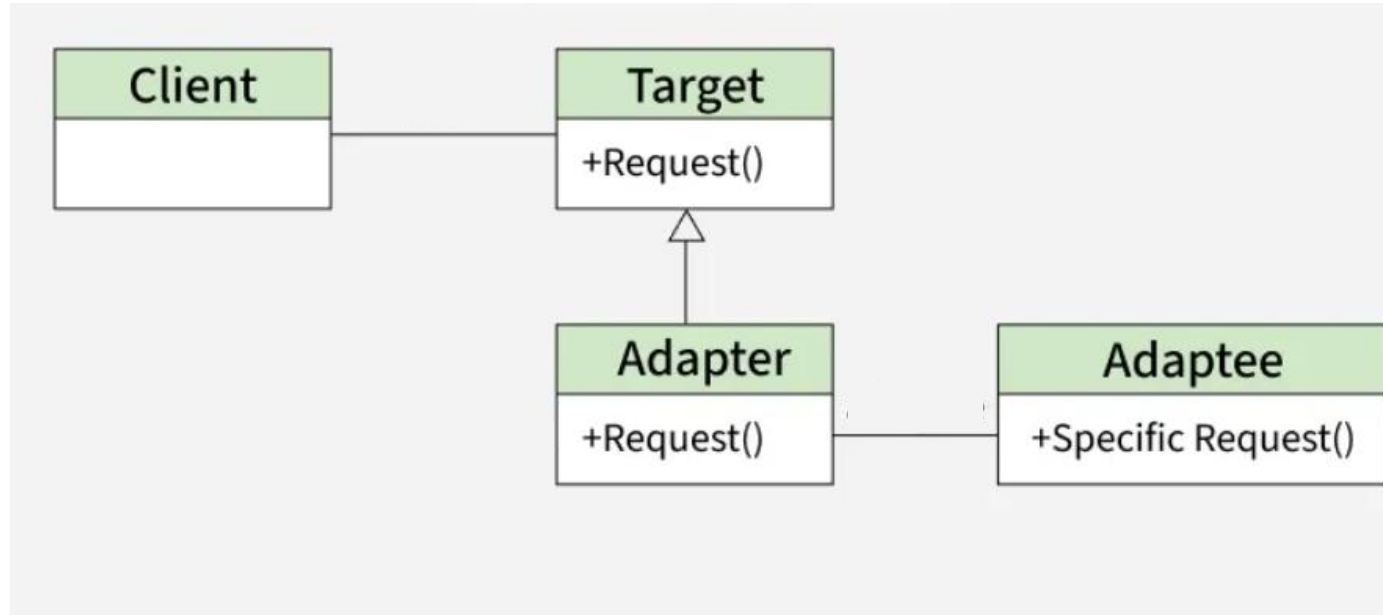 Client
Target
+Request()
Adapter
+Request()
Adaptee
+Specific Request()